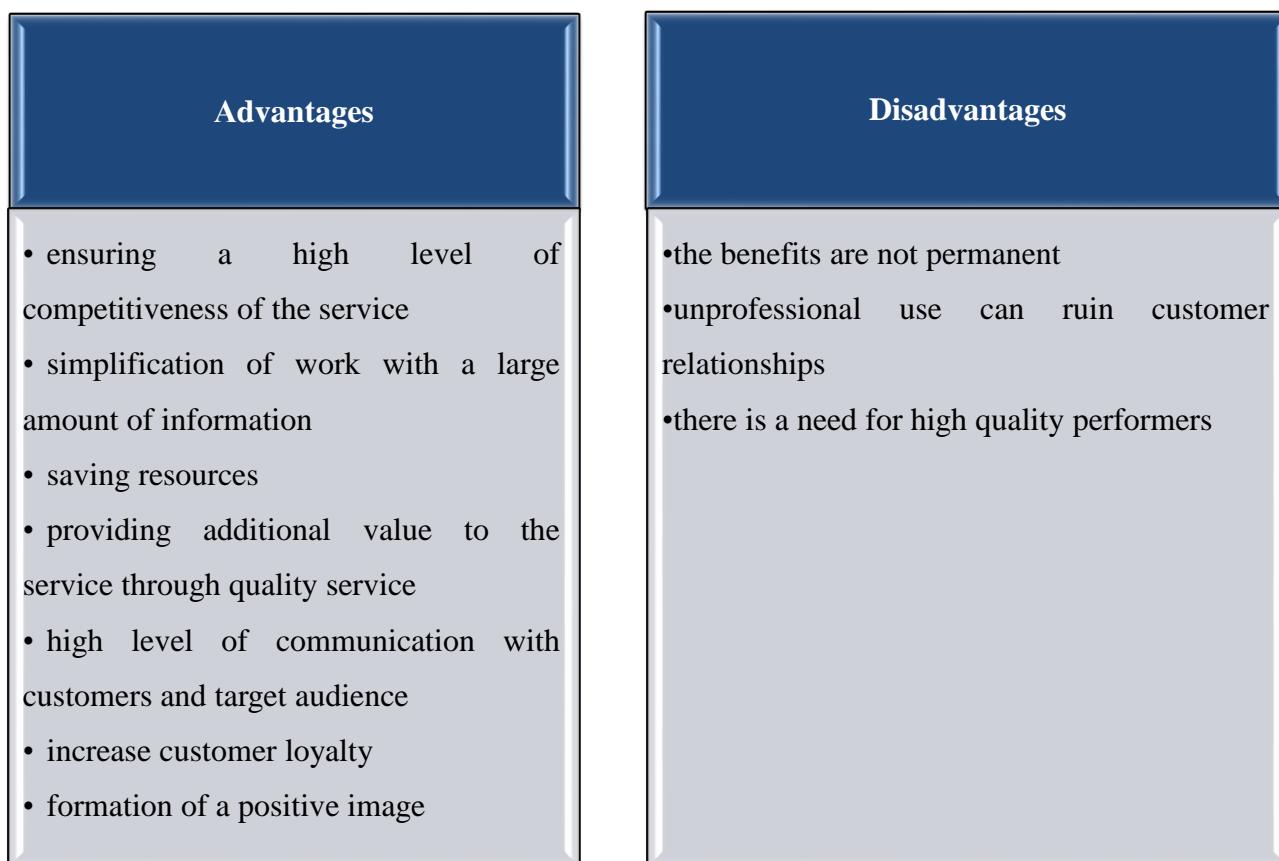 Advantages
• ensuring a high level of
competitiveness of the service
• simplification of work with a large
amount of information
• saving resources
• providing additional value to the
service through quality service
• high level of communication with
customers and target audience
• increase customer loyalty
• formation of a positive image
Disadvantages
•the benefits are not permanent
•unprofessional use can ruin customer
relationships
•there is a need for high quality performers